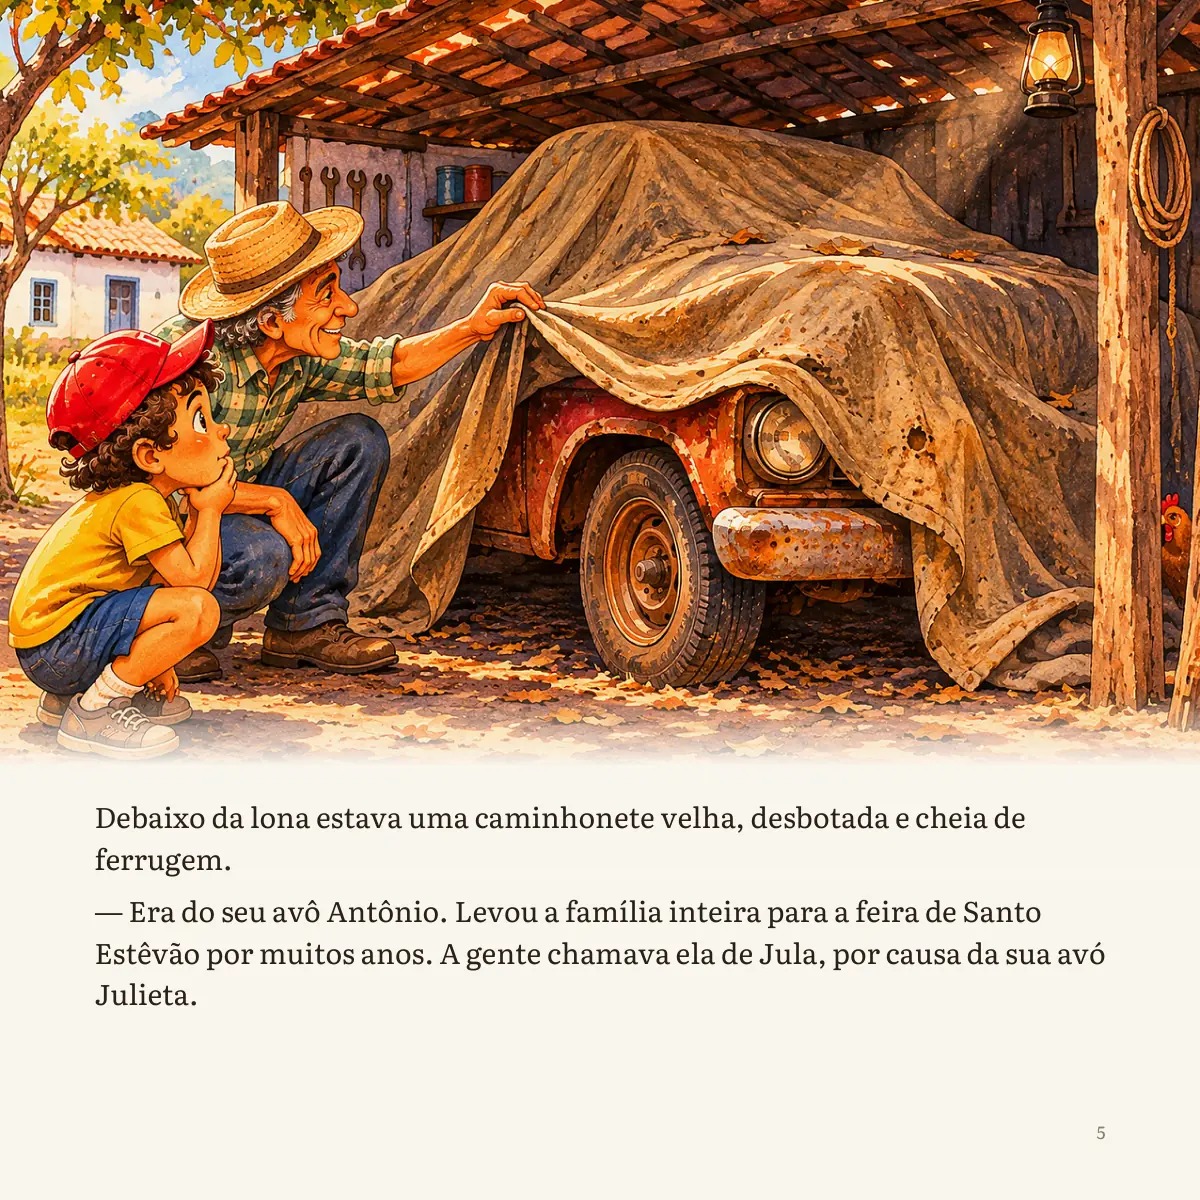 Debaixo da lona estava uma caminhonete velha, desbotada e cheia de
ferrugem.
— Era do seu avô Antônio. Levou a família inteira para a feira de Santo
Estêvão por muitos anos. A gente chamava ela de Jula, por causa da sua avó
Julieta.
5